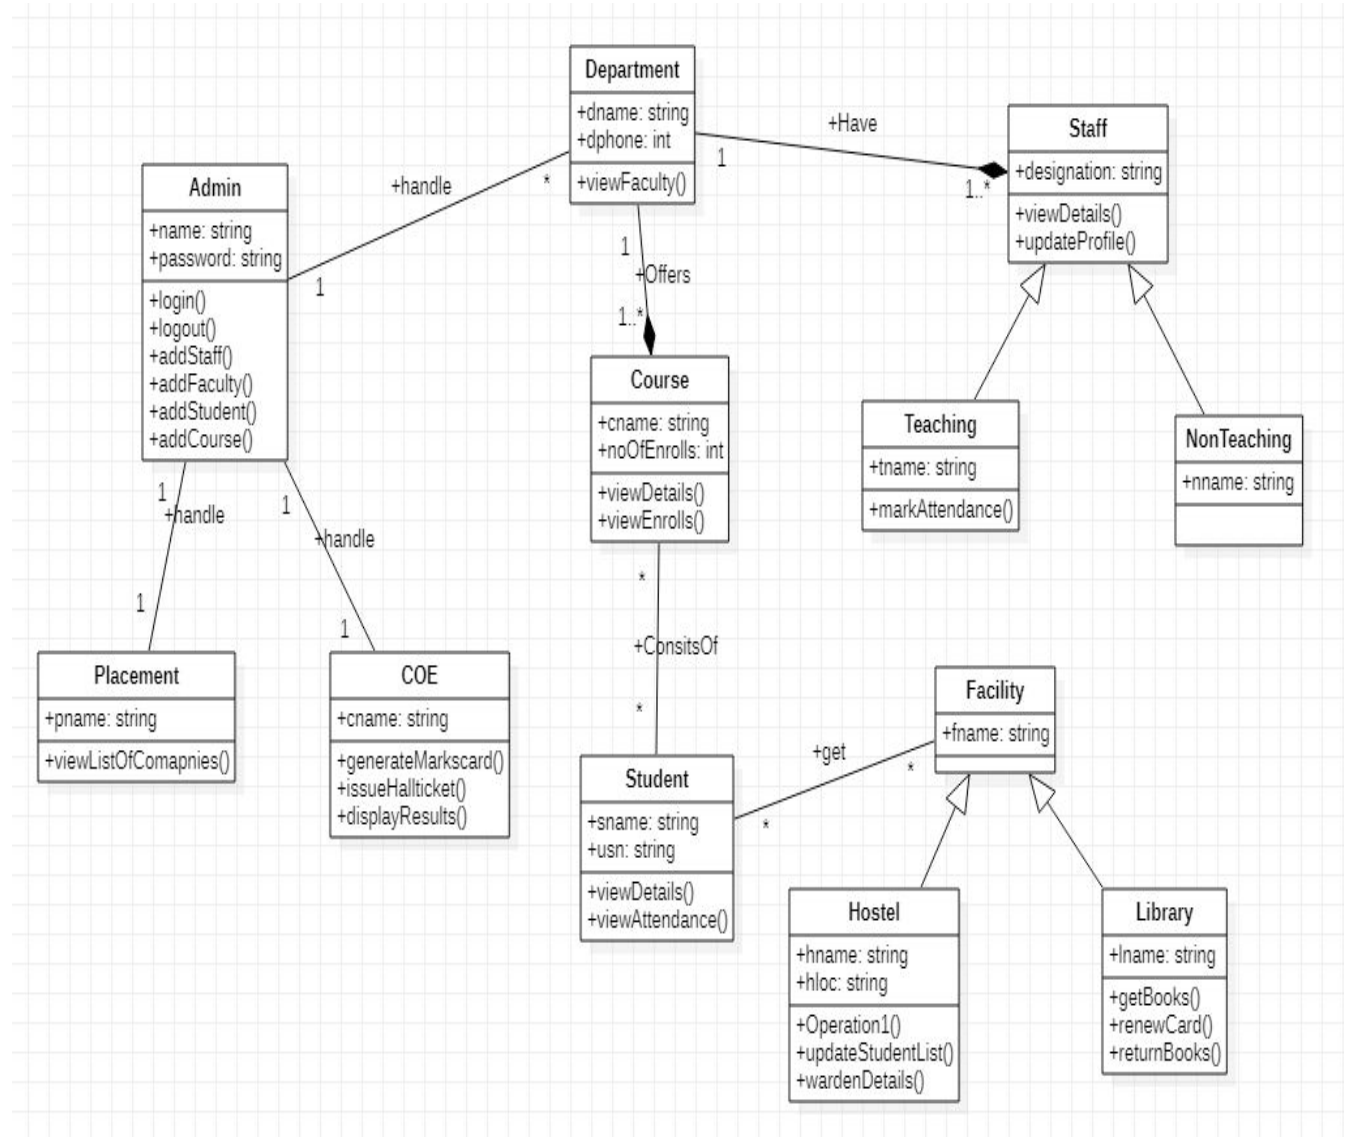 Department
+dname: string
+dphone: int
+viewFaculty()
+Have
1
1..*
Staff
+designation: string
+viewDetails()
+updateProfile()
+handle
*
1
Admin
+name: string
+password: string
+login()
+logout()
+addStaff()
+addFaculty()
+addStudent()
+addCourse()
1
+Offers
1..*
Course
+cname: string
+noOfEnrolls: int
+viewDetails()
+viewEnrolls()
Teaching
+tname: string
+markAttendance()
NonTeaching
+nname: string
1
+handle
1
1
+handle
1
*
+ConsitsOf
*
Placement
+pname: string
+viewListOfComapnies()
COE
+cname: string
+generateMarkscard()
+issueHallticket()
+displayResults()
Student
+sname: string
+usn: string
+viewDetails()
+viewAttendance()
+get
*
*
Facility
+fname: string
Hostel
+hname: string
+hloc: string
+Operation1()
+updateStudentList()
+wardenDetails()
Library
+lname: string
+getBooks()
+renewCard()
+returnBooks()